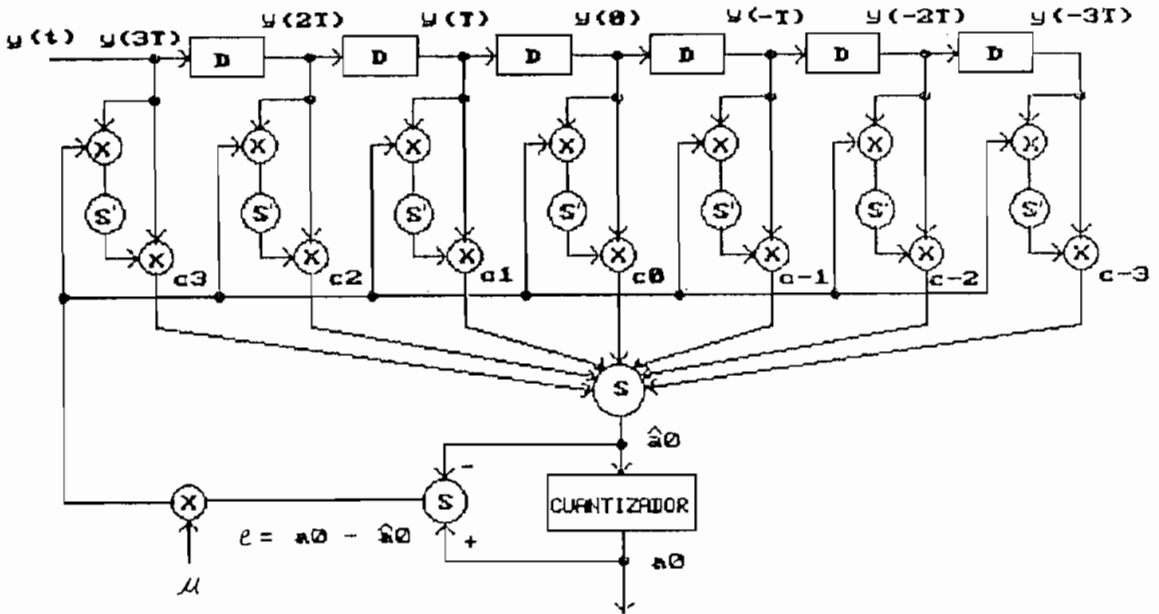 y(t) y(3T) y(2T) y(T) y(0) y(-T) y(-2T) y(-3T)
D D D D D D
X X X X X X X
S' S' S' S' S' S' S'
X X X X X X X
c3 c2 c1 c0 c-1 c-2 c-3
S
â0
-
X S CUANTIZADOR
e = a0 - â0 +
a0
μ